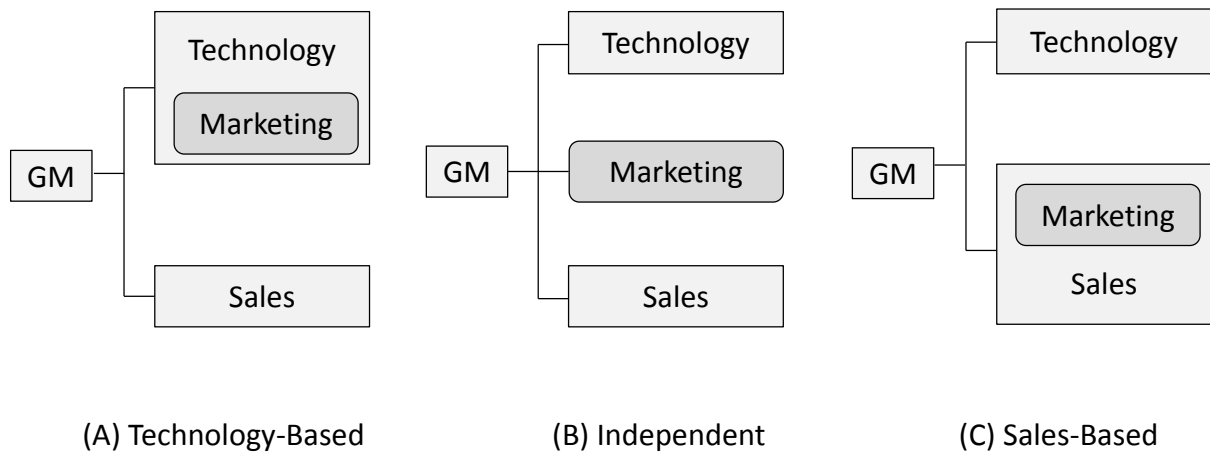 Technology
Marketing
GM
Sales
(A) Technology-Based
Technology
Marketing
GM
Sales
(B) Independent
Technology
GM
Marketing
Sales
(C) Sales-Based